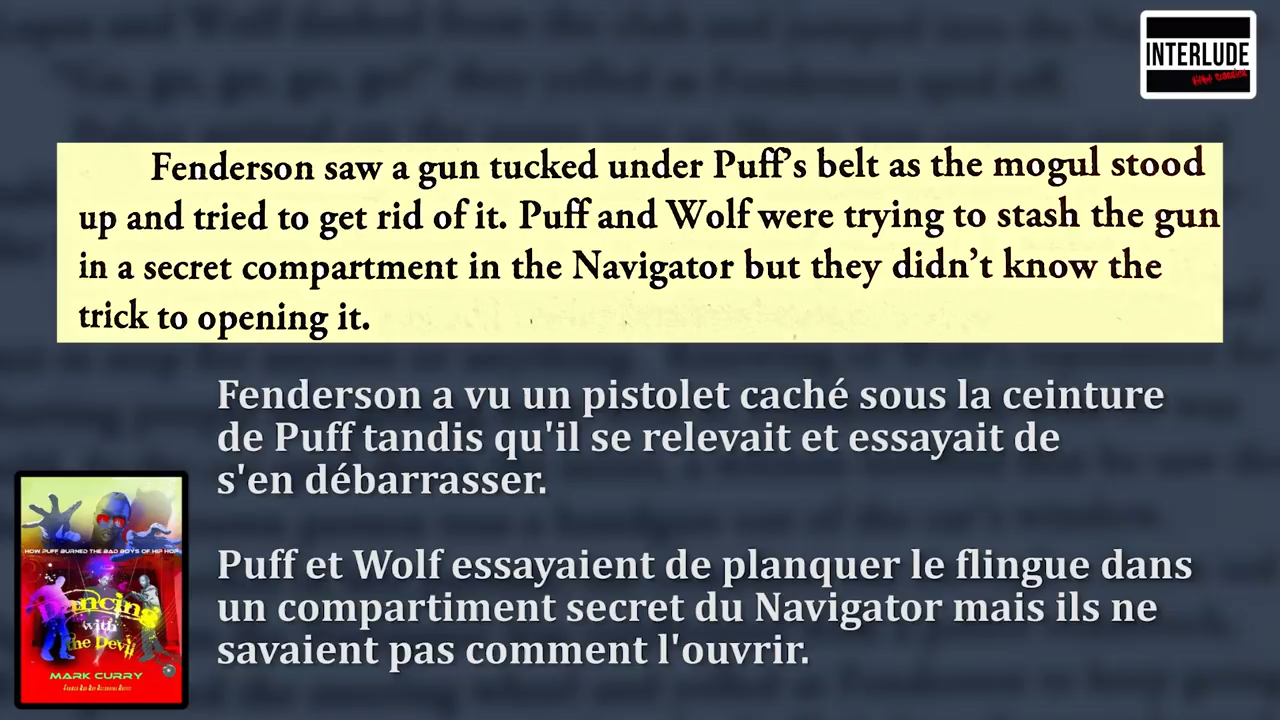 INTERLUDE
Fenderson saw a gun tucked under Puff's belt as the mogul stood
up and tried to get rid of it. Puff and Wolf were trying to stash the gun
in a secret compartment in the Navigator but they didn't know the
trick to opening it.
Fenderson a vu un pistolet caché sous la ceinture
de Puff tandis qu'il se relevait et essayait de
s'en débarrasser.
Puff et Wolf essayaient de planquer le flingue dans
un compartiment secret du Navigator mais ils ne
savaient pas comment l'ouvrir.
HOW PUFF BURNED THE BAD BOYS OF HIP HOP
Dancing
with
the Devil
MARK CURRY